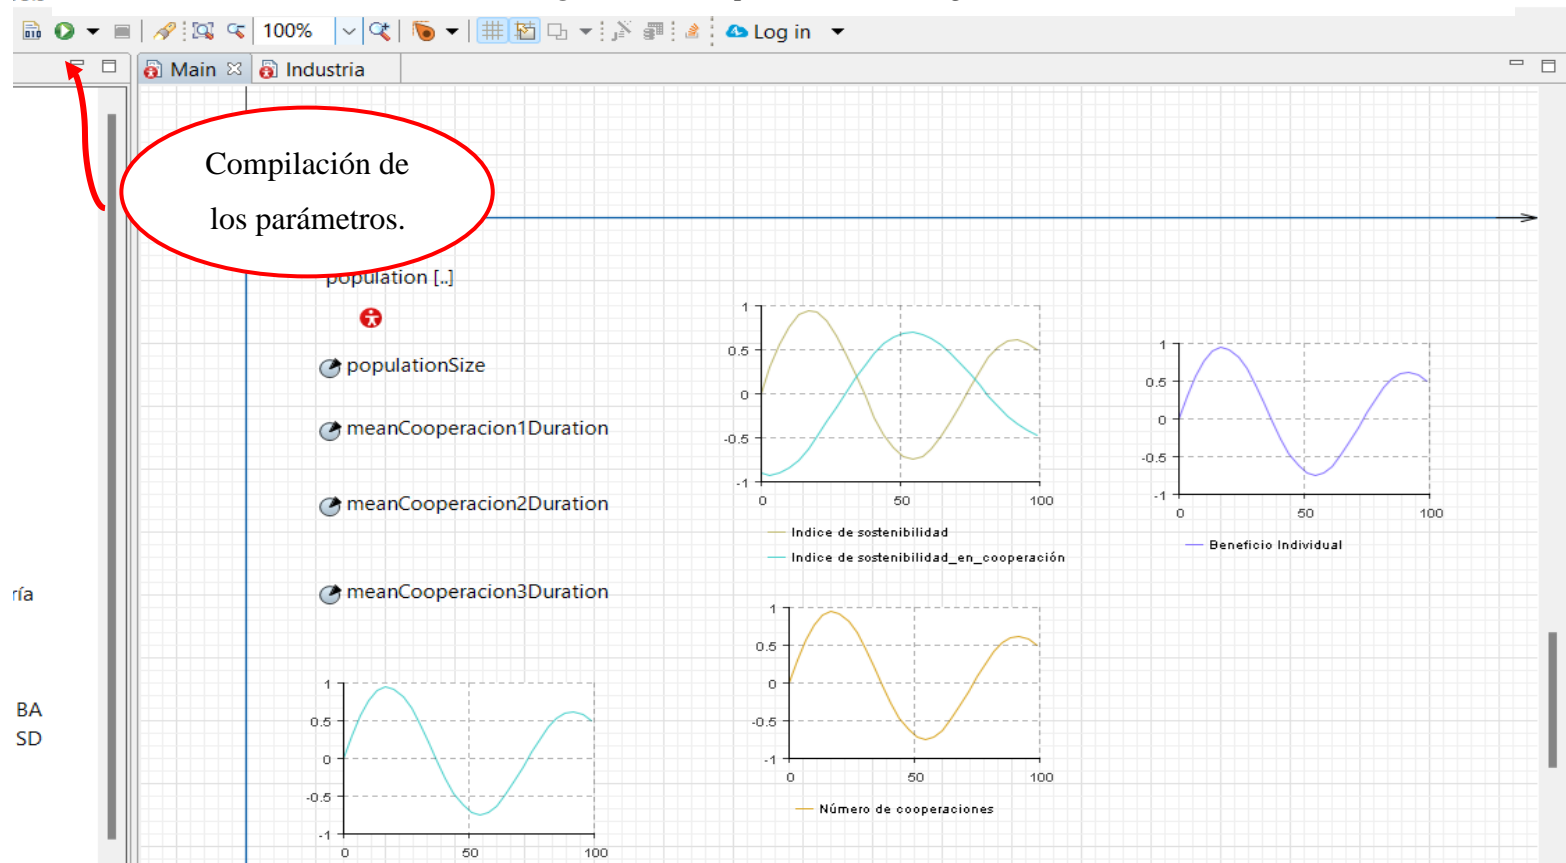 100%
Log in
Main
Industria
Compilación de
los parámetros.
population [..]
populationSize
meanCooperacion1Duration
meanCooperacion2Duration
meanCooperacion3Duration
ría
BA
SD
1
0.5
0
-0.5
-1
0 50 100
Indice de sostenibilidad
Indice de sostenibilidad_en_cooperación
1
0.5
0
-0.5
-1
0 50 100
Beneficio Individual
1
0.5
0
-0.5
-1
0 50 100
Número de cooperaciones
1
0.5
0
-0.5
-1
0 50 100